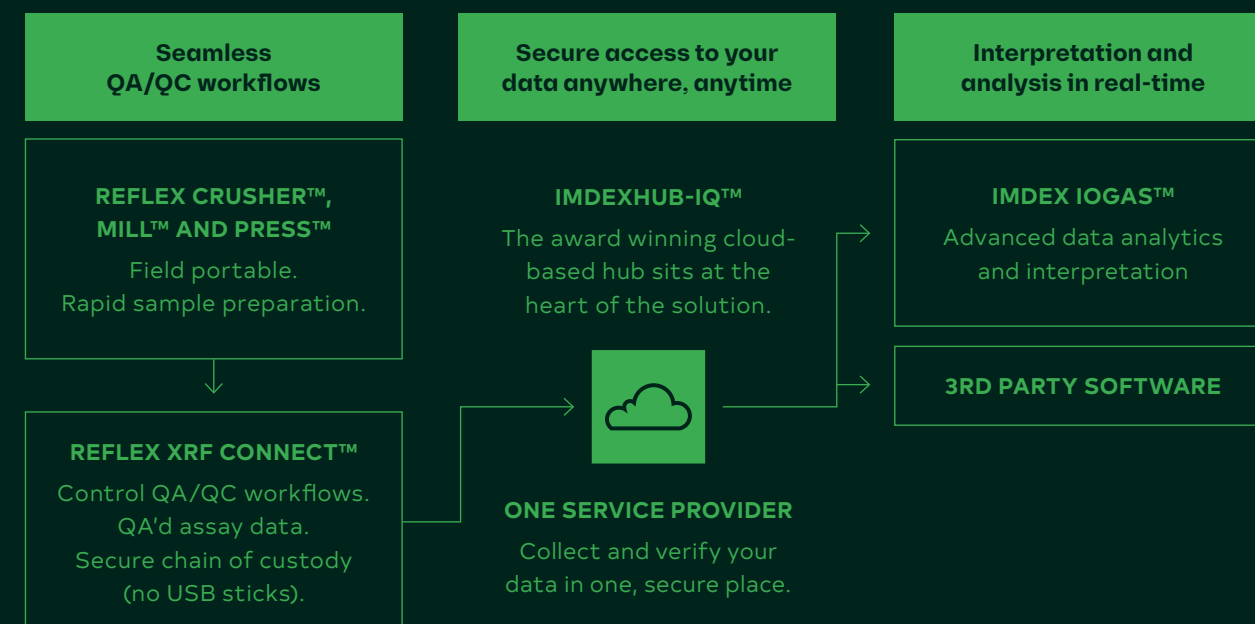 Seamless
QA/QC workflows
REFLEX CRUSHER™,
MILL™ AND PRESS™
Field portable.
Rapid sample preparation.
REFLEX XRF CONNECT™
Control QA/QC workflows.
QA’d assay data.
Secure chain of custody
(no USB sticks).
Secure access to your
data anywhere, anytime
IMDEXHUB-IQ™
The award winning cloud-
based hub sits at the
heart of the solution.
ONE SERVICE PROVIDER
Collect and verify your
data in one, secure place.
Interpretation and
analysis in real-time
IMDEX IOGAS™
Advanced data analytics
and interpretation
3RD PARTY SOFTWARE